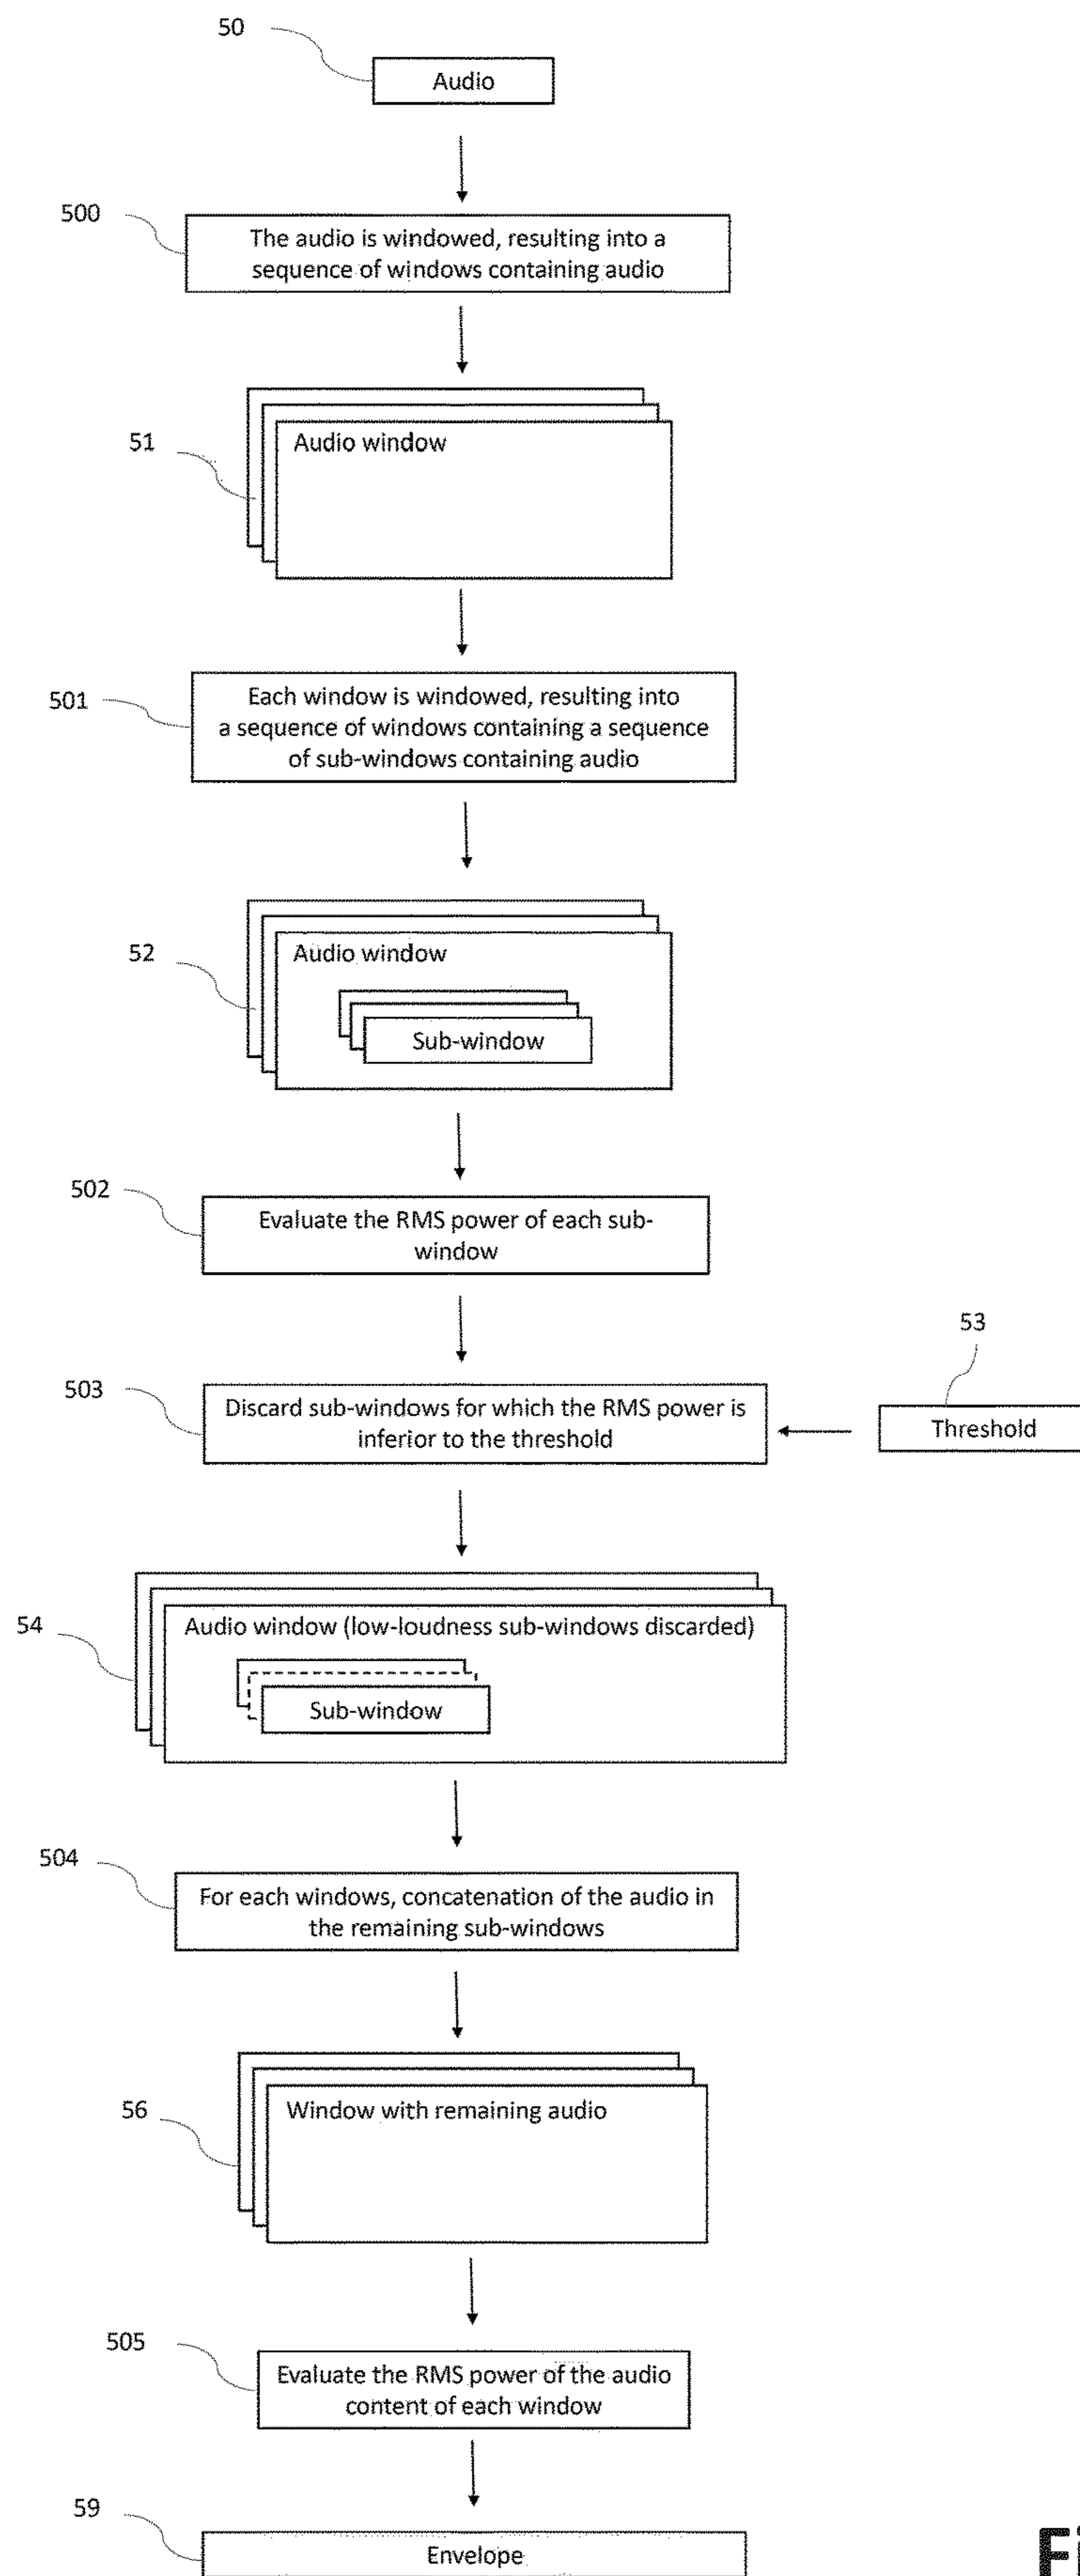 50
Audio
500
The audio is windowed, resulting into a
sequence of windows containing audio
51
Audio window
501
Each window is windowed, resulting into
a sequence of windows containing a sequence
of sub-windows containing audio
52
Audio window
Sub-window
502
Evaluate the RMS power of each sub-
window
53
503
Discard sub-windows for which the RMS power is
inferior to the threshold
Threshold
54
Audio window (low-loudness sub-windows discarded)
Sub-window
504
For each windows, concatenation of the audio in
the remaining sub-windows
56
Window with remaining audio
505
Evaluate the RMS power of the audio
content of each window
59
Envelope